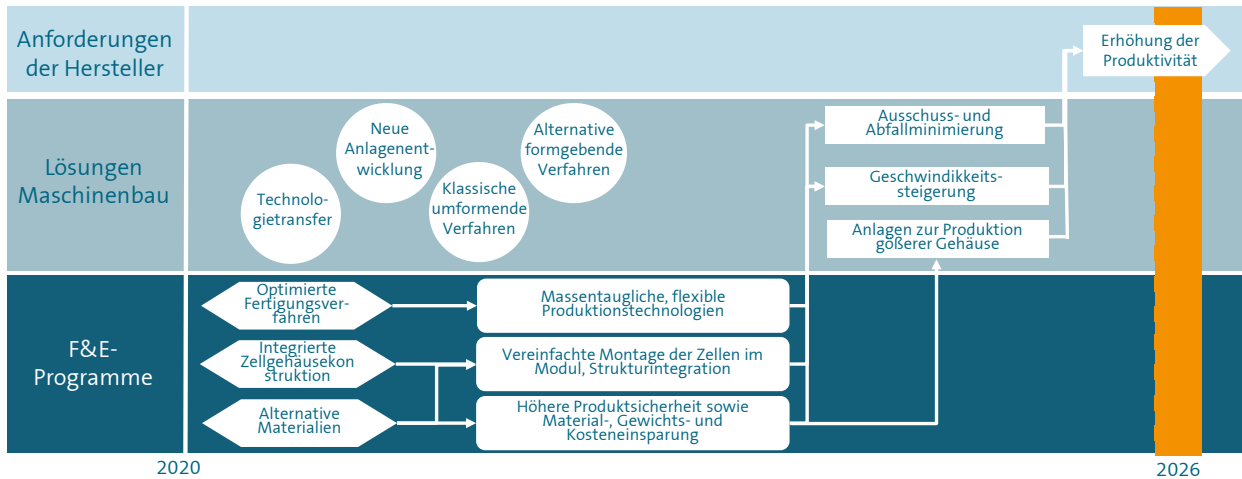 Anforderungen
der Hersteller
Erhöhung der
Produktivität
Lösungen
Maschinenbau
Technolo-
gietransfer
Neue
Anlagenent-
wicklung
Klassische
umformende
Verfahren
Alternative
formgebende
Verfahren
Ausschuss- und
Abfallminimierung
Geschwindikkeits-
steigerung
Anlagen zur Produktion
gößerer Gehäuse
F&E-
Programme
Optimierte
Fertigungsver-
fahren
Massentaugliche, flexible
Produktionstechnologien
Integrierte
Zellgehäusekon
struktion
Vereinfachte Montage der Zellen im
Modul, Strukturintegration
Alternative
Materialien
Höhere Produktsicherheit sowie
Material-, Gewichts- und
Kosteneinsparung
2020
2026